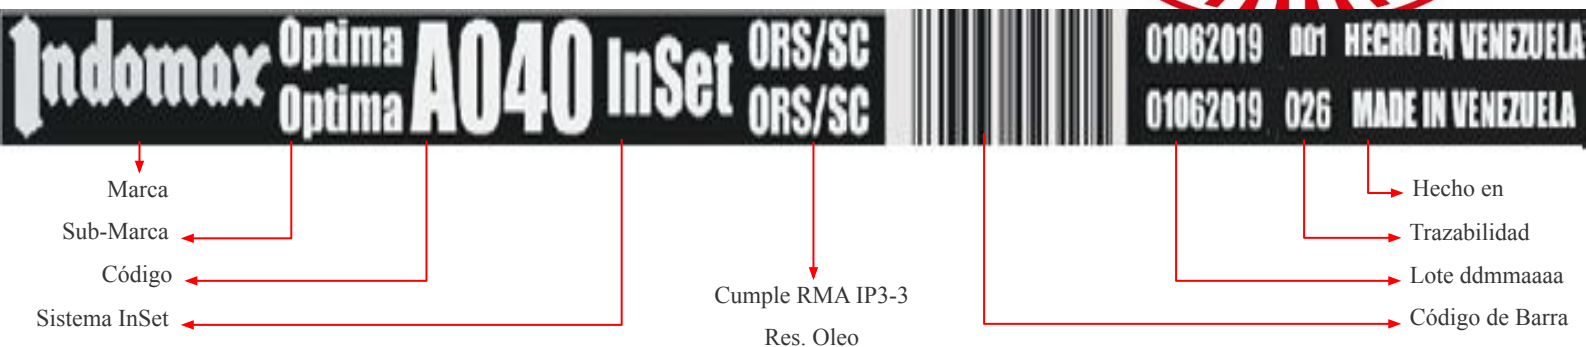 Indomax Optima A040 InSet ORS/SC 01062019 001 HECHO EN VENEZUELA
Optima ORS/SC 01062019 026 MADE IN VENEZUELA
Marca
Hecho en
Sub-Marca
Trazabilidad
Código
Lote ddmmaaaa
Cumple RMA IP3-3
Sistema InSet
Código de Barra
Res. Oleo